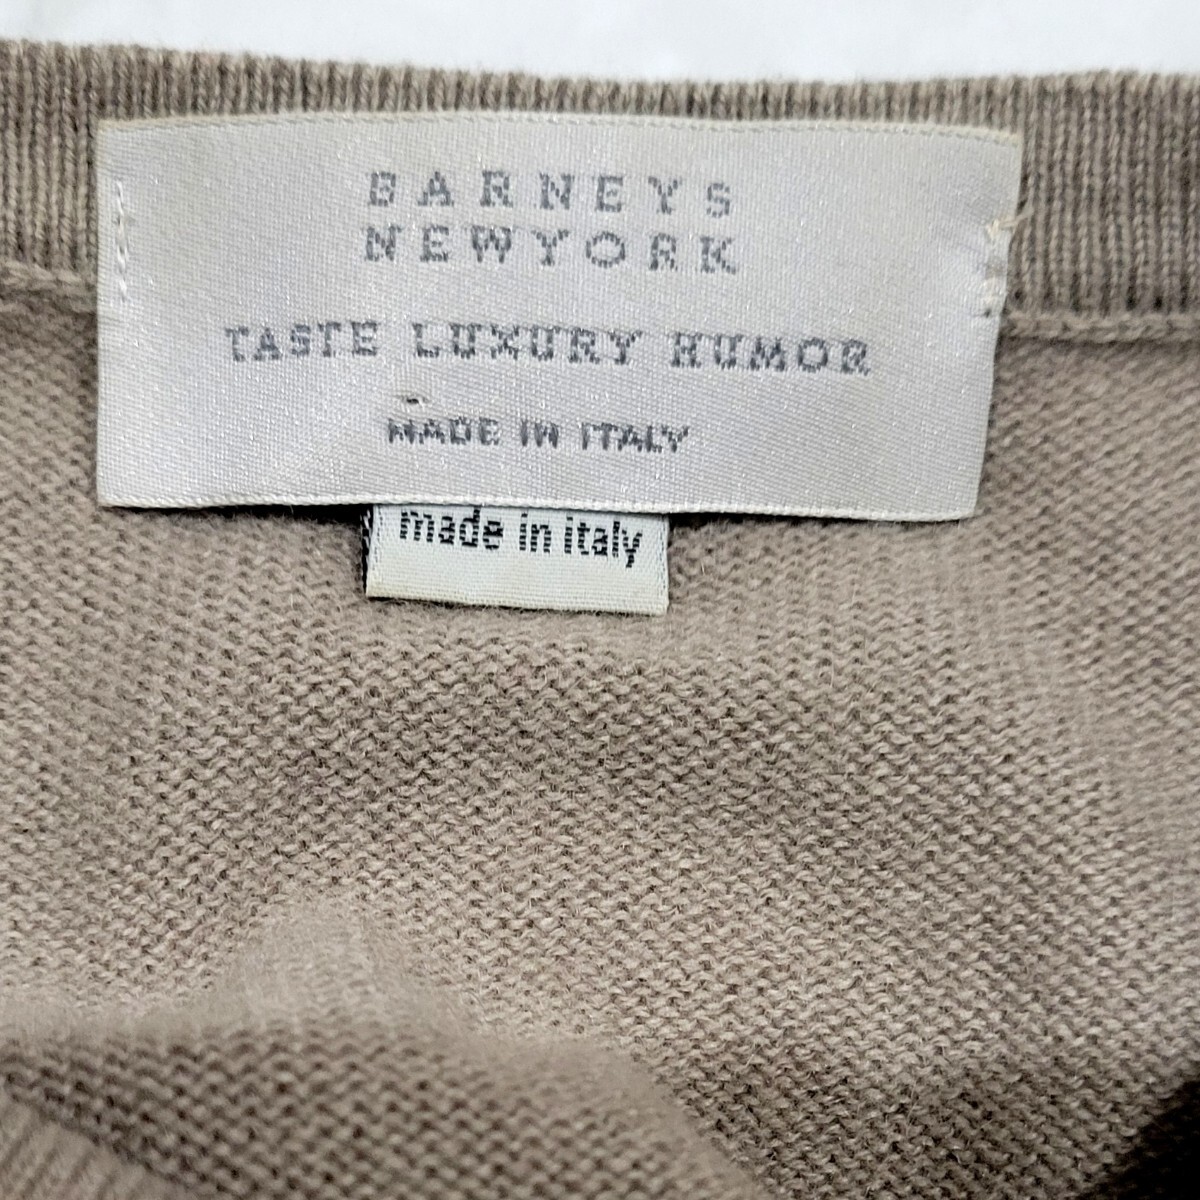 BARNEYS
NEWYORK
TASTE LUXURY HUMOR
MADE IN ITALY
made in italy